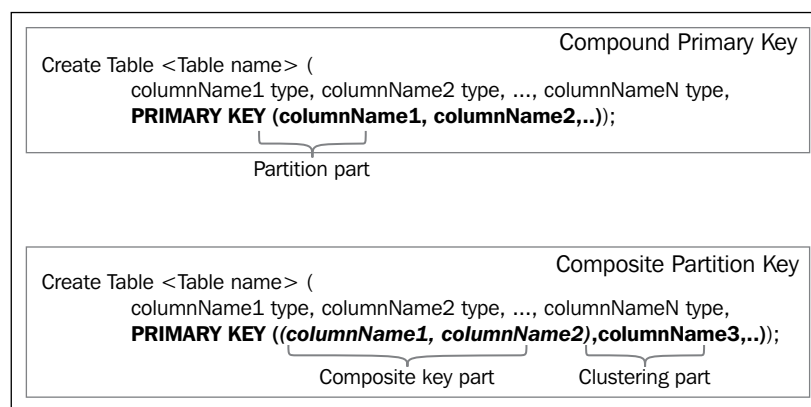 Compound Primary Key
Create Table <Table name> (
columnName1 type, columnName2 type, ..., columnNameN type,
PRIMARY KEY (columnName1, columnName2,..));
Partition part
Composite Partition Key
Create Table <Table name> (
columnName1 type, columnName2 type, ..., columnNameN type,
PRIMARY KEY ((columnName1, columnName2),columnName3,..));
Composite key part Clustering part